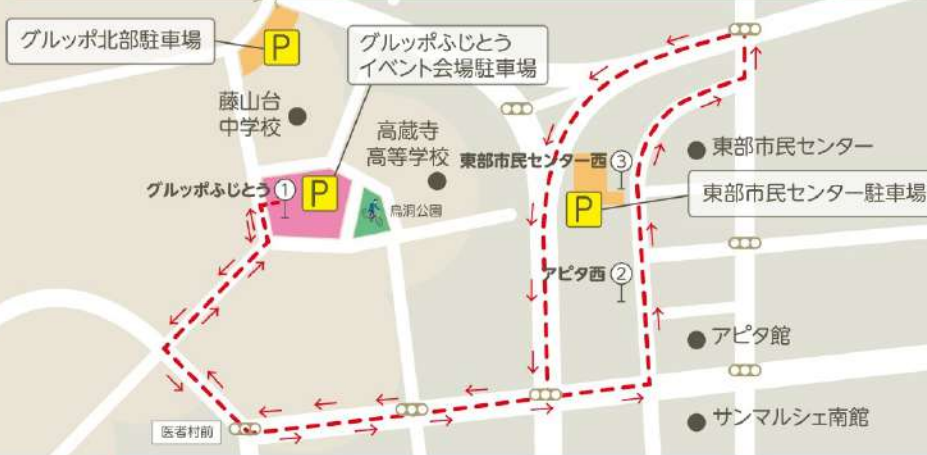 グルッポ北部駐車場
P
グルッポふじとう
イベント会場駐車場
藤山台
中学校
高蔵寺
高等学校
東部市民センター西③
東部市民センター
グルッポふじとう①
P
鳥洞公園
P
東部市民センター駐車場
アピタ西②
アピタ館
サンマルシェ南館
医者村前